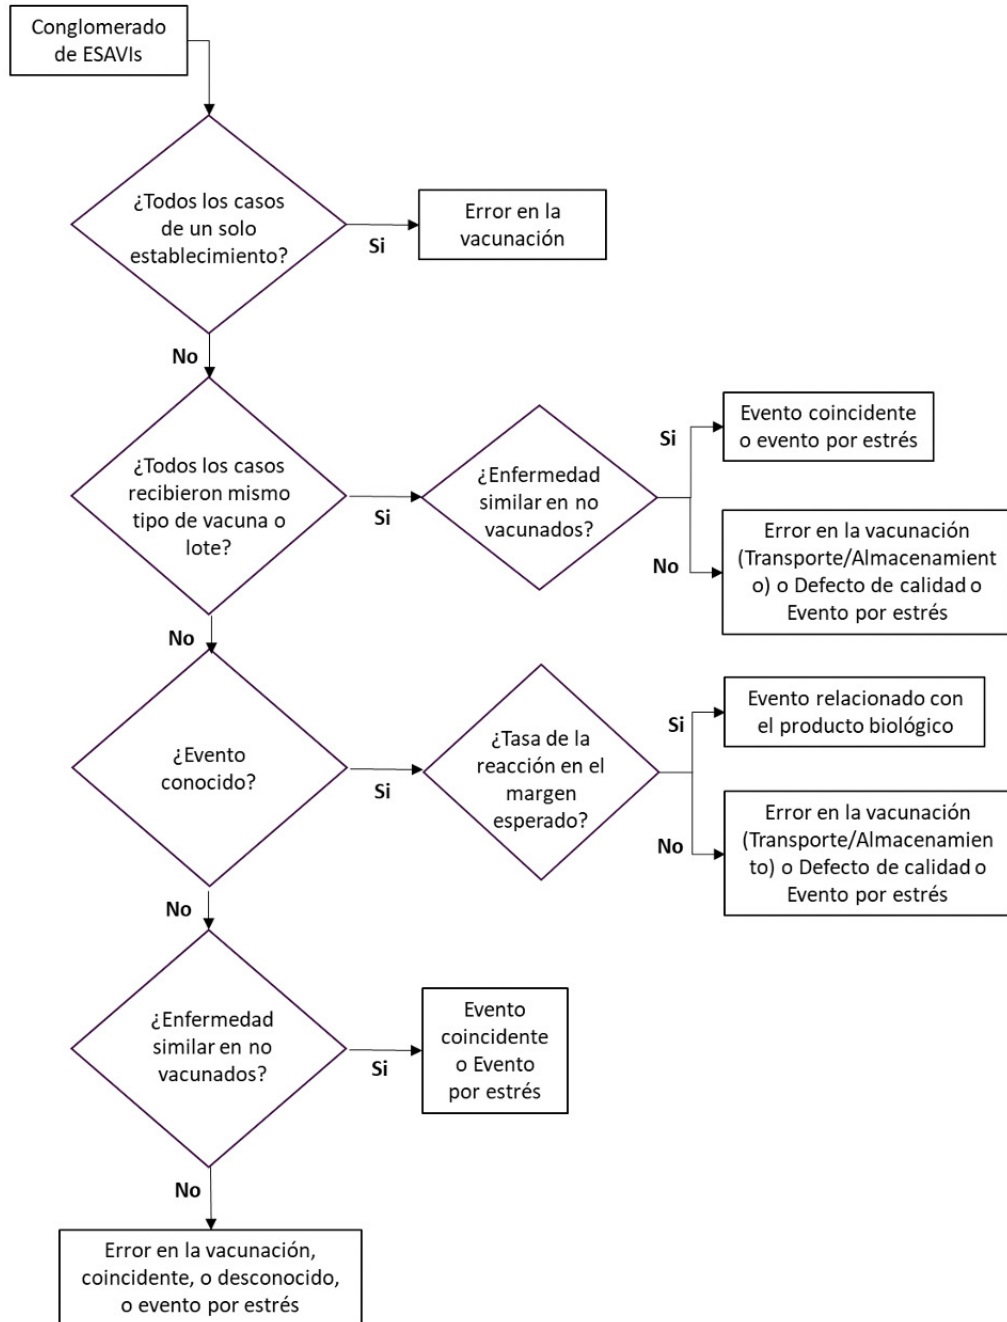 Conglomerado
de ESAVIs
¿Todos los casos
de un solo
establecimiento?
Si
Error en la
vacunación
No
¿Todos los casos
recibieron mismo
tipo de vacuna o
lote?
Si
¿Enfermedad
similar en no
vacunados?
Si
Evento coincidente
o evento por estrés
No
Error en la vacunación
(Transporte/Almacenamient
o) o Defecto de calidad o
Evento por estrés
No
¿Evento
conocido?
Si
¿Tasa de la
reacción en el
margen
esperado?
Si
Evento relacionado con
el producto biológico
No
Error en la vacunación
(Transporte/Almacenamien
to) o Defecto de calidad o
Evento por estrés
No
¿Enfermedad
similar en no
vacunados?
Si
Evento
coincidente
o Evento
por estrés
No
Error en la vacunación,
coincidente, o desconocido,
o evento por estrés